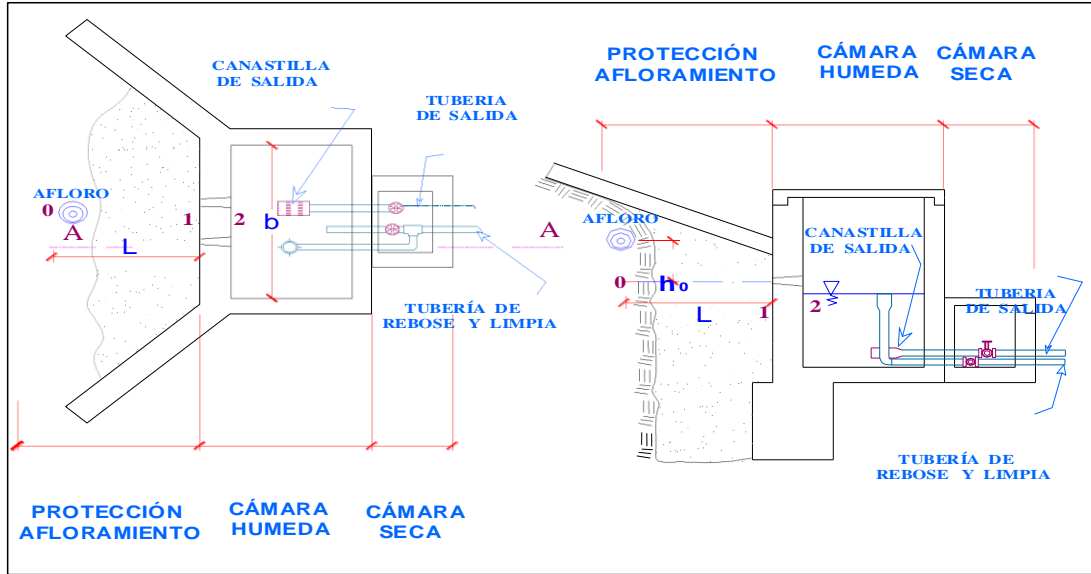 CANASTILLA
DE SALIDA
TUBERIA
DE SALIDA
AFLORO
0
1
2
b
A
L
A
TUBERÍA DE
REBOSE Y LIMPIA
PROTECCIÓN
AFLORAMIENTO
CÁMARA
HUMEDA
CÁMARA
SECA
PROTECCIÓN
AFLORAMIENTO
CÁMARA
HUMEDA
CÁMARA
SECA
AFLORO
CANASTILLA
DE SALIDA
0
ho
L
1
2
TUBERIA
DE SALIDA
TUBERÍA DE
REBOSE Y LIMPIA